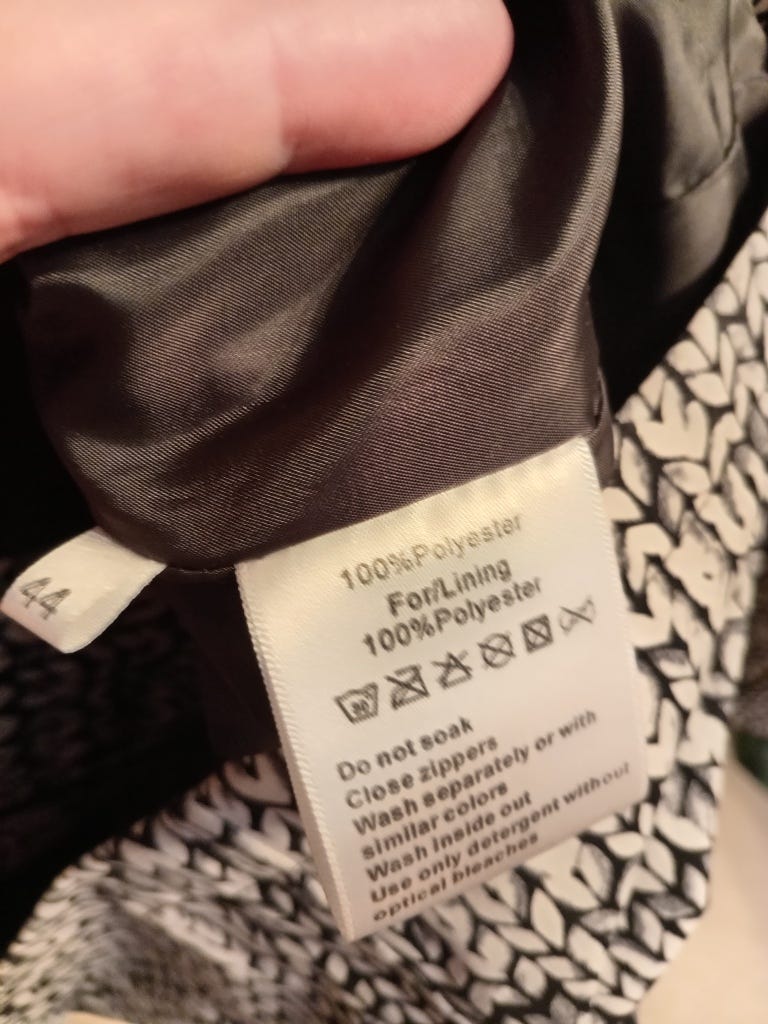 44
100%Polyester
For/Lining
100%Polyester
30
Do not soak
Close zippers
Wash separately or with
similar colors
Wash inside out
Use only detergent without
optical bleaches